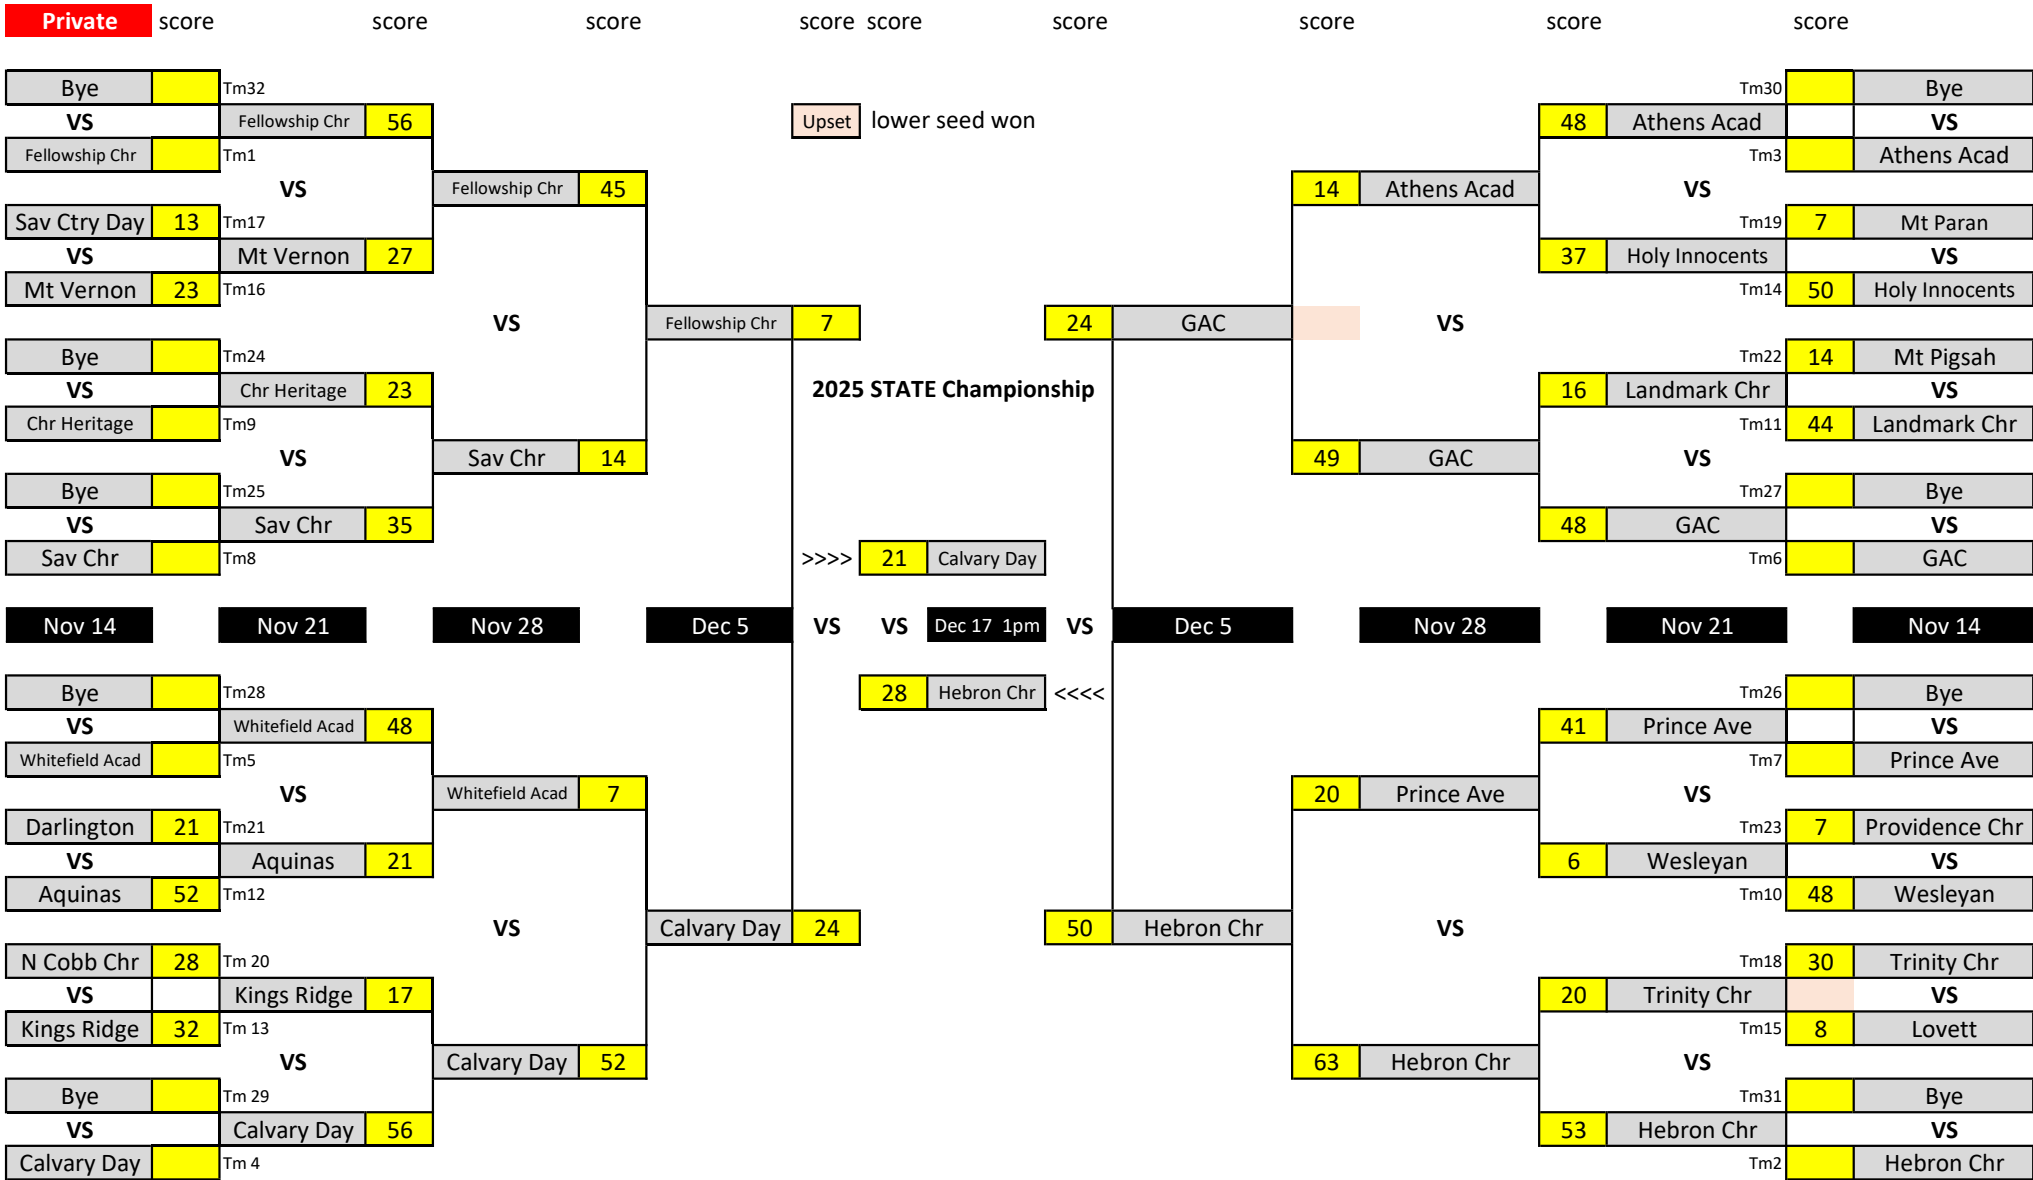 Private score score score score score score score score score
Bye Tm32 Tm30 Bye
VS Fellowship Chr 56 Upset lower seed won 48 Athens Acad VS
Fellowship Chr Tm1 Tm3 Athens Acad
VS Fellowship Chr 45 14 Athens Acad VS
Sav Ctry Day 13 Tm17 Tm19 7 Mt Paran
VS Mt Vernon 27 37 Holy Innocents VS
Mt Vernon 23 Tm16 Tm14 50 Holy Innocents
VS Fellowship Chr 7 24 GAC VS
Bye Tm24 Tm22 14 Mt Pigsah
VS Chr Heritage 23 2025 STATE Championship 16 Landmark Chr VS
Chr Heritage Tm9 Tm11 44 Landmark Chr
VS Sav Chr 14 49 GAC VS
Bye Tm25 Tm27 Bye
VS Sav Chr 35 48 GAC VS
Sav Chr Tm8 >>>> 21 Calvary Day Tm6 GAC
Nov 14 Nov 21 Nov 28 Dec 5 VS VS Dec 17 1pm VS Dec 5 Nov 28 Nov 21 Nov 14
Bye Tm28 28 Hebron Chr <<<< Tm26 Bye
VS Whitefield Acad 48 41 Prince Ave VS
Whitefield Acad Tm5 Tm7 Prince Ave
VS Whitefield Acad 7 20 Prince Ave VS
Darlington 21 Tm21 Tm23 7 Providence Chr
VS Aquinas 21 6 Wesleyan VS
Aquinas 52 Tm12 Tm10 48 Wesleyan
VS Calvary Day 24 50 Hebron Chr VS
N Cobb Chr 28 Tm 20 Tm18 30 Trinity Chr
VS Kings Ridge 17 20 Trinity Chr VS
Kings Ridge 32 Tm 13 Tm15 8 Lovett
VS Calvary Day 52 63 Hebron Chr VS
Bye Tm 29 Tm31 Bye
VS Calvary Day 56 53 Hebron Chr VS
Calvary Day Tm 4 Tm2 Hebron Chr